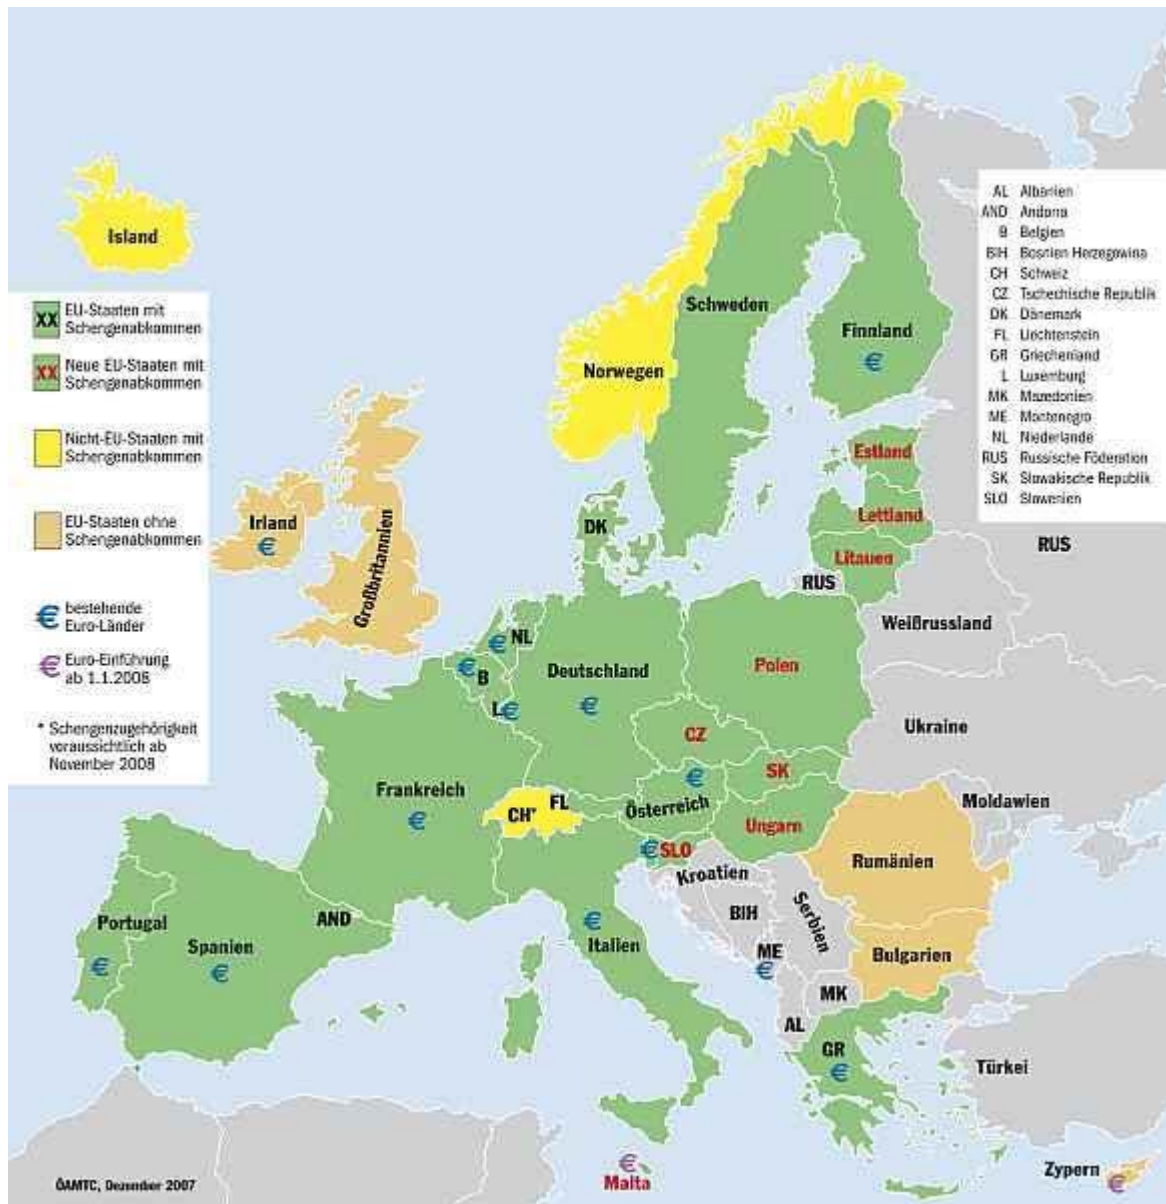 Island
XX EU-Staaten mit
Schengenabkommen
XX Neue EU-Staaten mit
Schengenabkommen
Nicht-EU-Staaten mit
Schengenabkommen
EU-Staaten ohne
Schengenabkommen
€ bestehende
Euro-Länder
€ Euro-Einführung
ab 1.1.2008
* Schengenzugehörigkeit
voraussichtlich ab
November 2008
AL Albanien
AND Andorra
B Belgien
BIH Bosnien Herzegowina
CH Schweiz
CZ Tschechische Republik
DK Dänemark
FL Liechtenstein
GR Griechenland
L Luxemburg
MK Mazedonien
ME Montenegro
NL Niederlande
RUS Russische Föderation
SK Slowakische Republik
SLO Slowenien
Schweden
Finnland
€
Norwegen
Estland
Lettland
Litauen
RUS
RUS
Irland
€
Großbritannien
DK
Weißrussland
NL
€
€
B
L€
Deutschland
€
Polen
Ukraine
CZ
€
SK
Österreich
Frankreich
€
CH*
FL
Ungarn
Moldawien
€SLO
Kroatien
Rumänien
BIH
Serbien
Portugal
€
Spanien
€
AND
€
Italien
ME
€
Bulgarien
MK
AL
GR
€
Türkei
€
Malta
Zypern
€
ÖAMTC, Dezember 2007